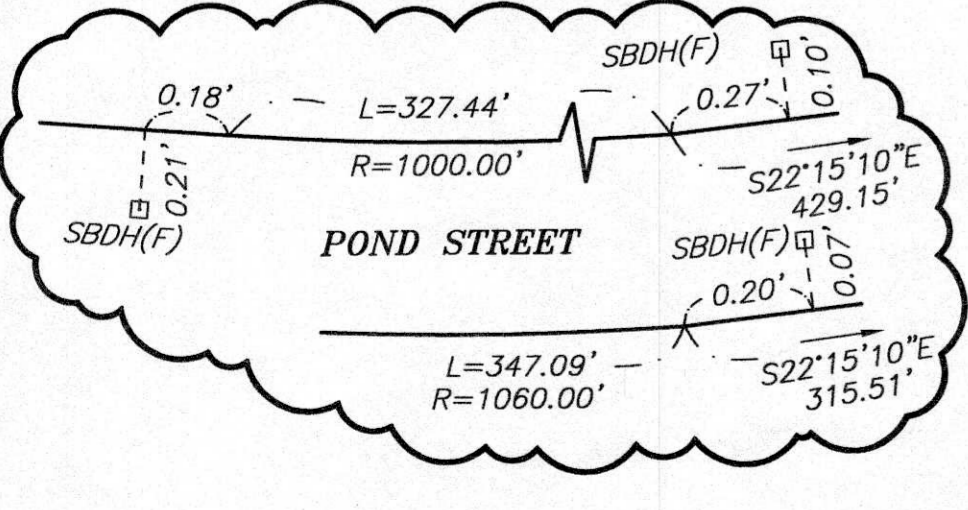 SBDH(F)
0.10'
0.18'
L=327.44'
0.27'
R=1000.00'
S22°15'10"E
429.15'
0.21'
SBDH(F)
POND STREET
SBDH(F)
0.07'
0.20'
L=347.09'
R=1060.00'
S22°15'10"E
315.51'